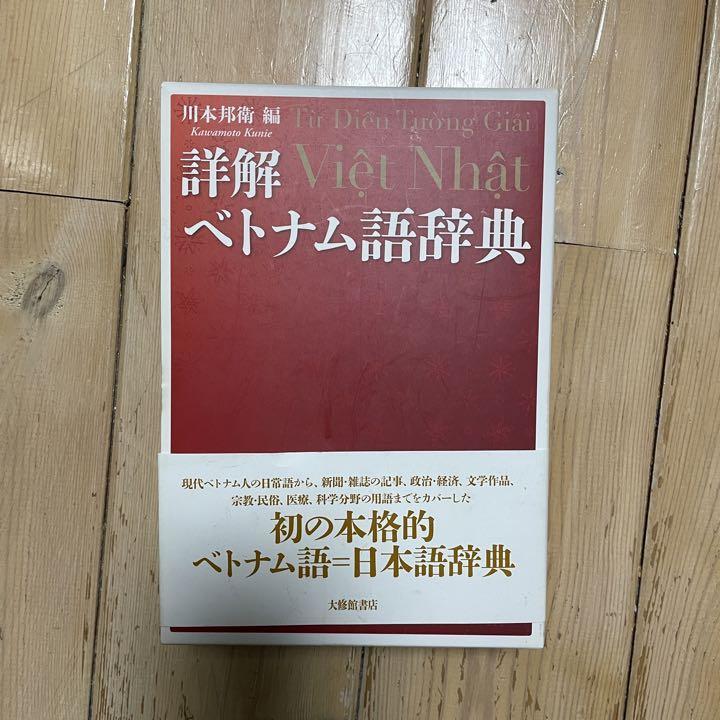 川本邦衛 編
Kawamoto Kunie
Từ Điển Tường Giải
Việt Nhật
詳解
ベトナム語辞典
現代ベトナム人の日常語から、新聞・雑誌の記事、政治・経済、文学作品、
宗教・民俗、医療、科学分野の用語までをカバーした
初の本格的
ベトナム語=日本語辞典
大修館書店